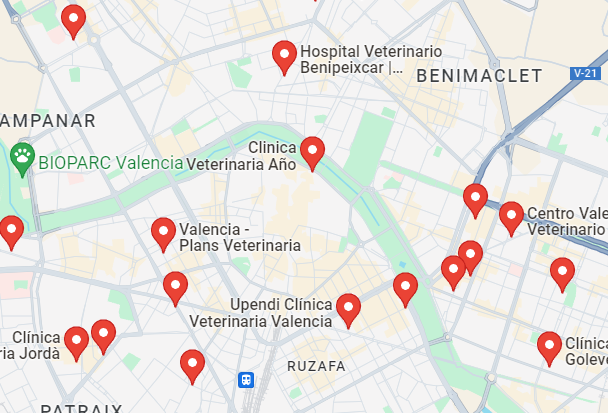 Hospital Veterinario
Benipeixcar |...
BENIMACLET
V-21
AMPANAR
BIOPARC Valencia
Clinica
Veterinaria Año
Valencia -
Plans Veterinaria
Centro Vale
Veterinario
Upendi Clínica
Veterinaria Valencia
Clínica
ria Jordà
Clínic
Golev
RUZAFA
PATRAIX